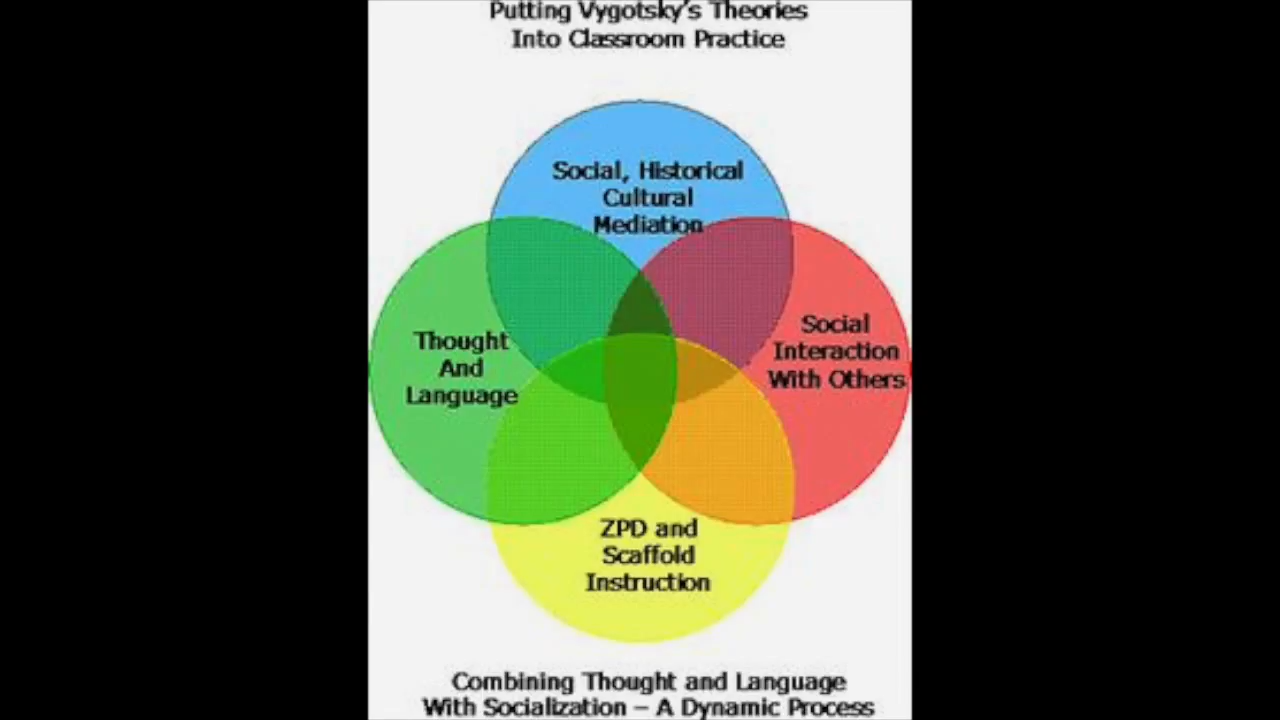 Putting Vygotsky's Theories
Into Classroom Practice
Social, Historical
Cultural
Mediation
Thought
And
Language
Social
Interaction
With Others
ZPD and
Scaffold
Instruction
Combining Thought and Language
With Socialization – A Dynamic Process